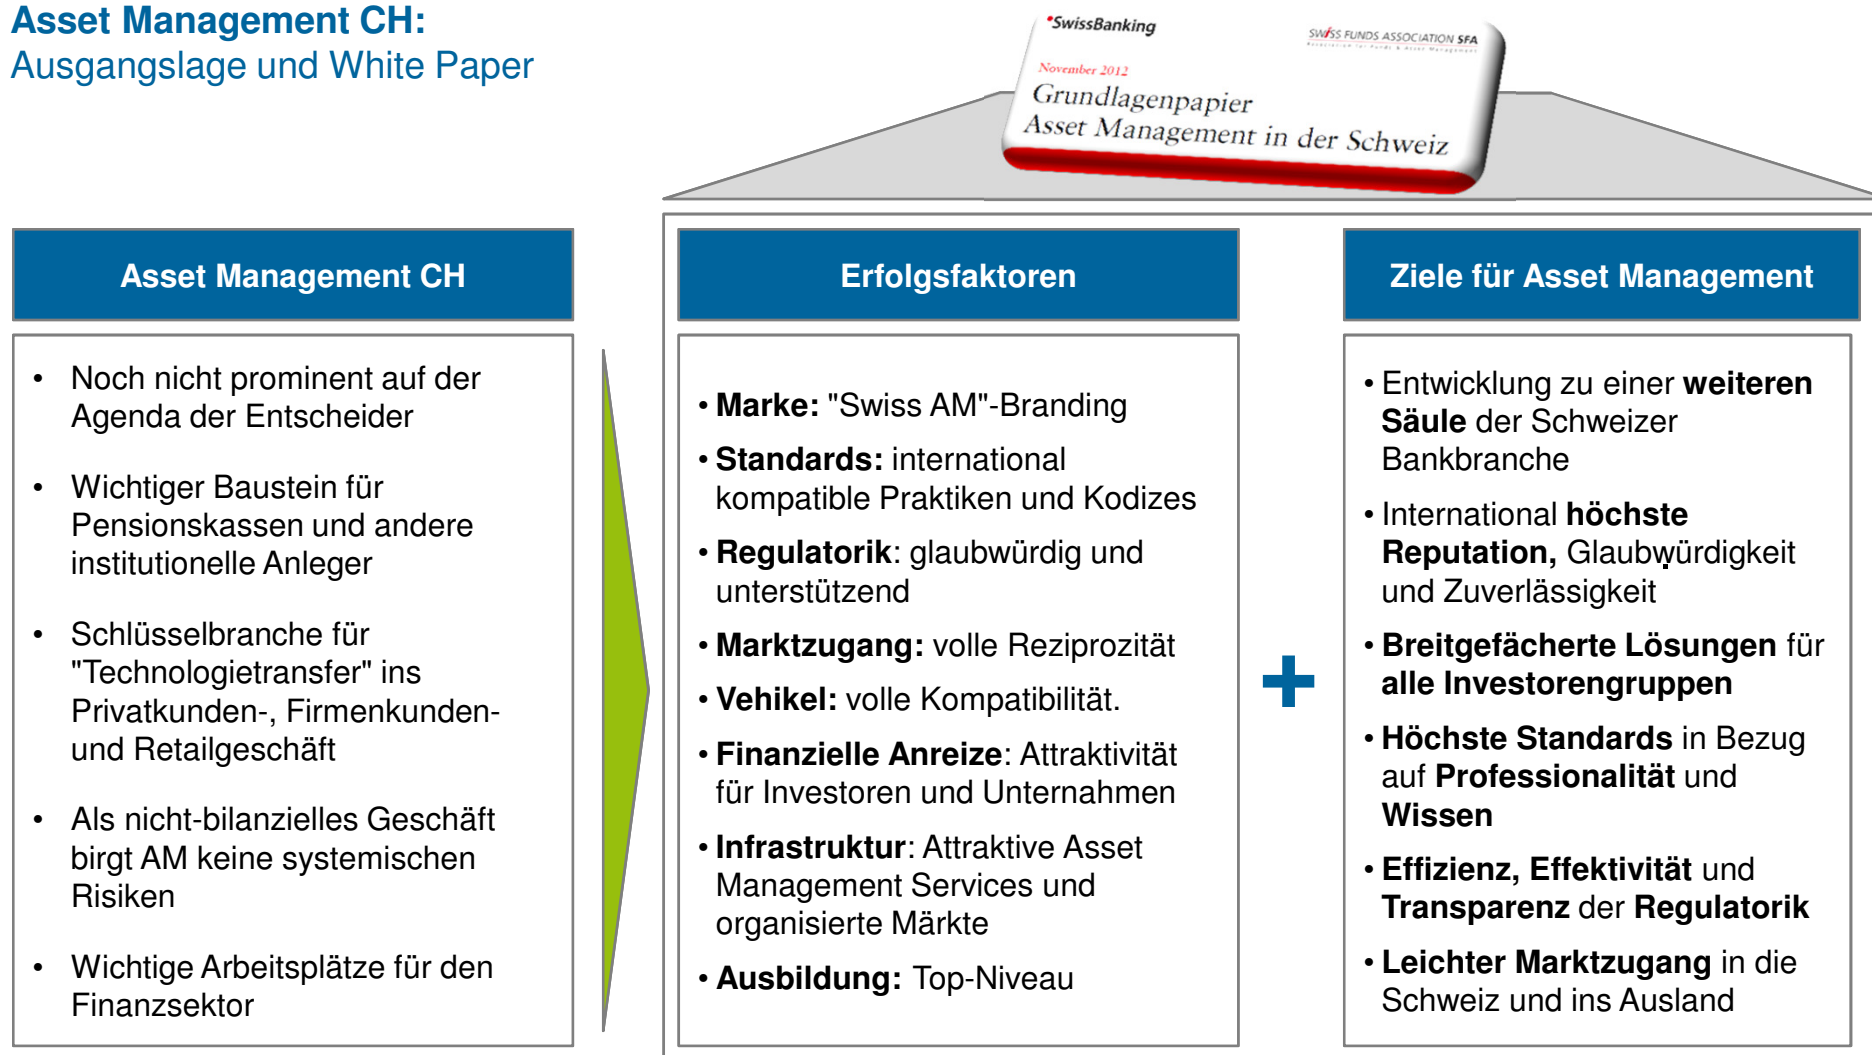 Asset Management CH:
Ausgangslage und White Paper
SwissBanking
SWISS FUNDS ASSOCIATION SFA
Association for Funds & Asset Management
November 2012
Grundlagenpapier
Asset Management in der Schweiz
Asset Management CH
• Noch nicht prominent auf der
Agenda der Entscheider
• Wichtiger Baustein für
Pensionskassen und andere
institutionelle Anleger
• Schlüsselbranche für
"Technologietransfer" ins
Privatkunden-, Firmenkunden-
und Retailgeschäft
• Als nicht-bilanzielles Geschäft
birgt AM keine systemischen
Risiken
• Wichtige Arbeitsplätze für den
Finanzsektor
Erfolgsfaktoren
• Marke: "Swiss AM"-Branding
• Standards: international
kompatible Praktiken und Kodizes
• Regulatorik: glaubwürdig und
unterstützend
• Marktzugang: volle Reziprozität
• Vehikel: volle Kompatibilität.
• Finanzielle Anreize: Attraktivität
für Investoren und Unternahmen
• Infrastruktur: Attraktive Asset
Management Services und
organisierte Märkte
• Ausbildung: Top-Niveau
+
Ziele für Asset Management
• Entwicklung zu einer weiteren
Säule der Schweizer
Bankbranche
• International höchste
Reputation, Glaubwürdigkeit
und Zuverlässigkeit
• Breitgefächerte Lösungen für
alle Investorengruppen
• Höchste Standards in Bezug
auf Professionalität und
Wissen
• Effizienz, Effektivität und
Transparenz der Regulatorik
• Leichter Marktzugang in die
Schweiz und ins Ausland